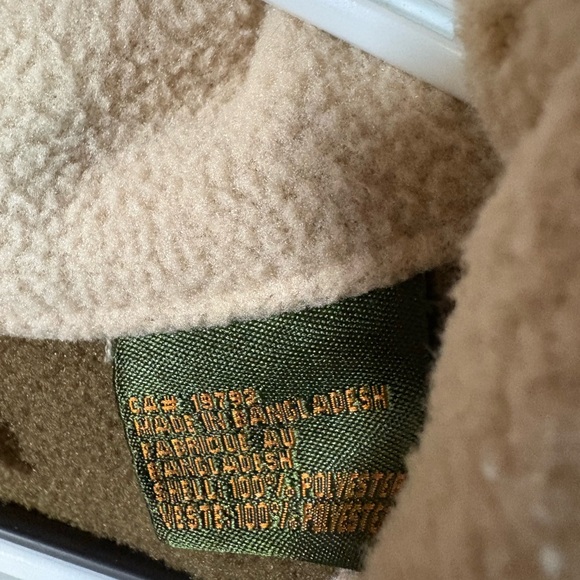 CA# 19793
MADE IN BANGLADESH
FABRIQUE AU
BANGLADESH
SHELL: 100% POLYESTER
VESTE: 100% POLYESTER